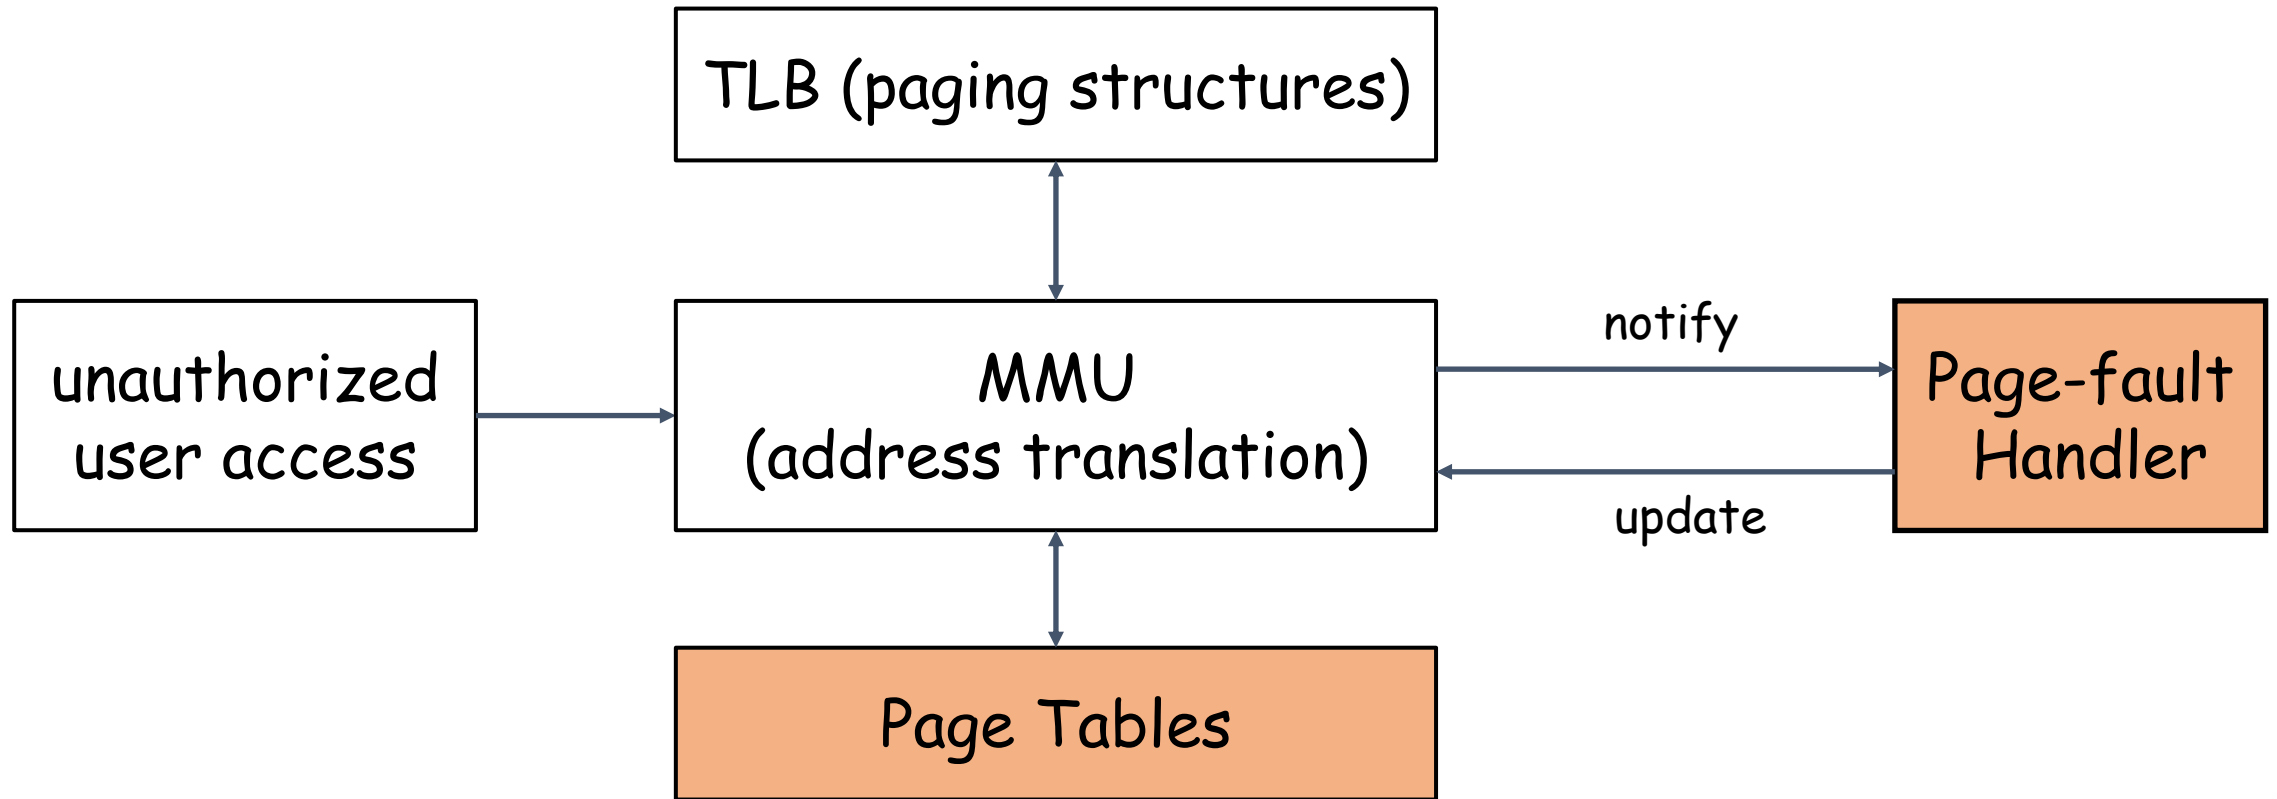 TLB (paging structures)
unauthorized
user access
MMU
(address translation)
notify
update
Page-fault
Handler
Page Tables